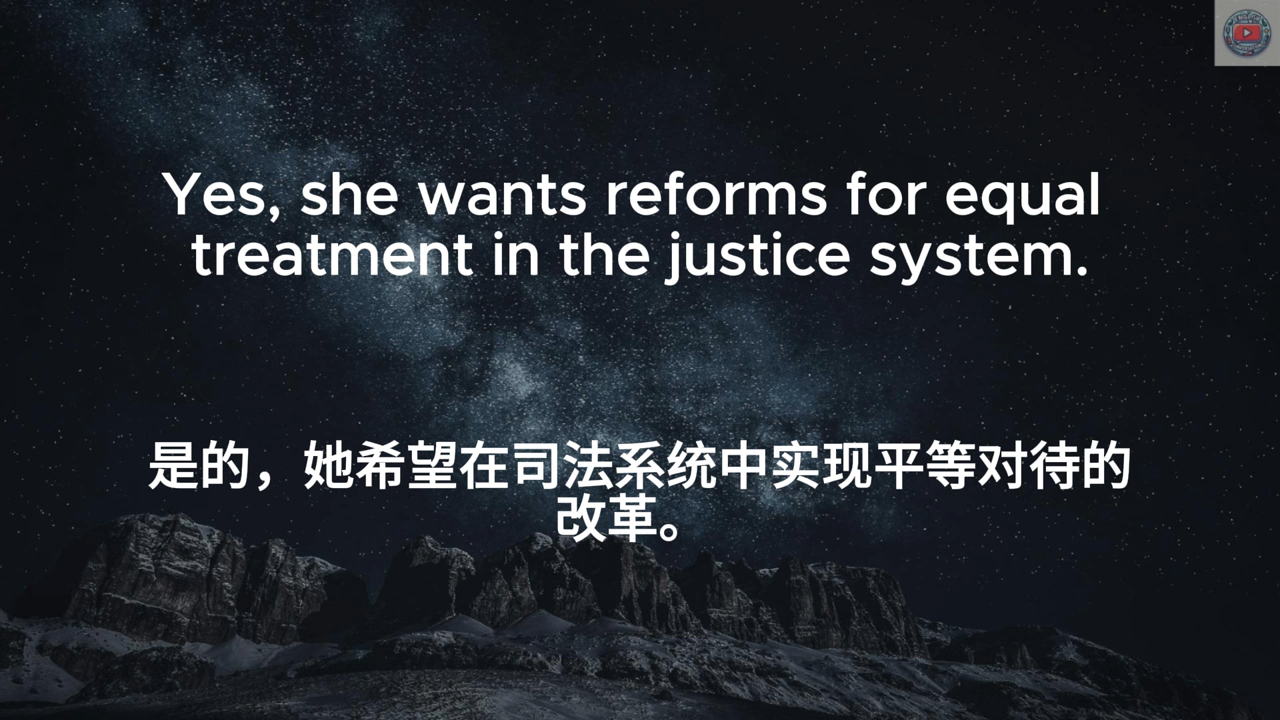 Yes, she wants reforms for equal
treatment in the justice system.
是的，她希望在司法系统中实现平等对待的
改革。